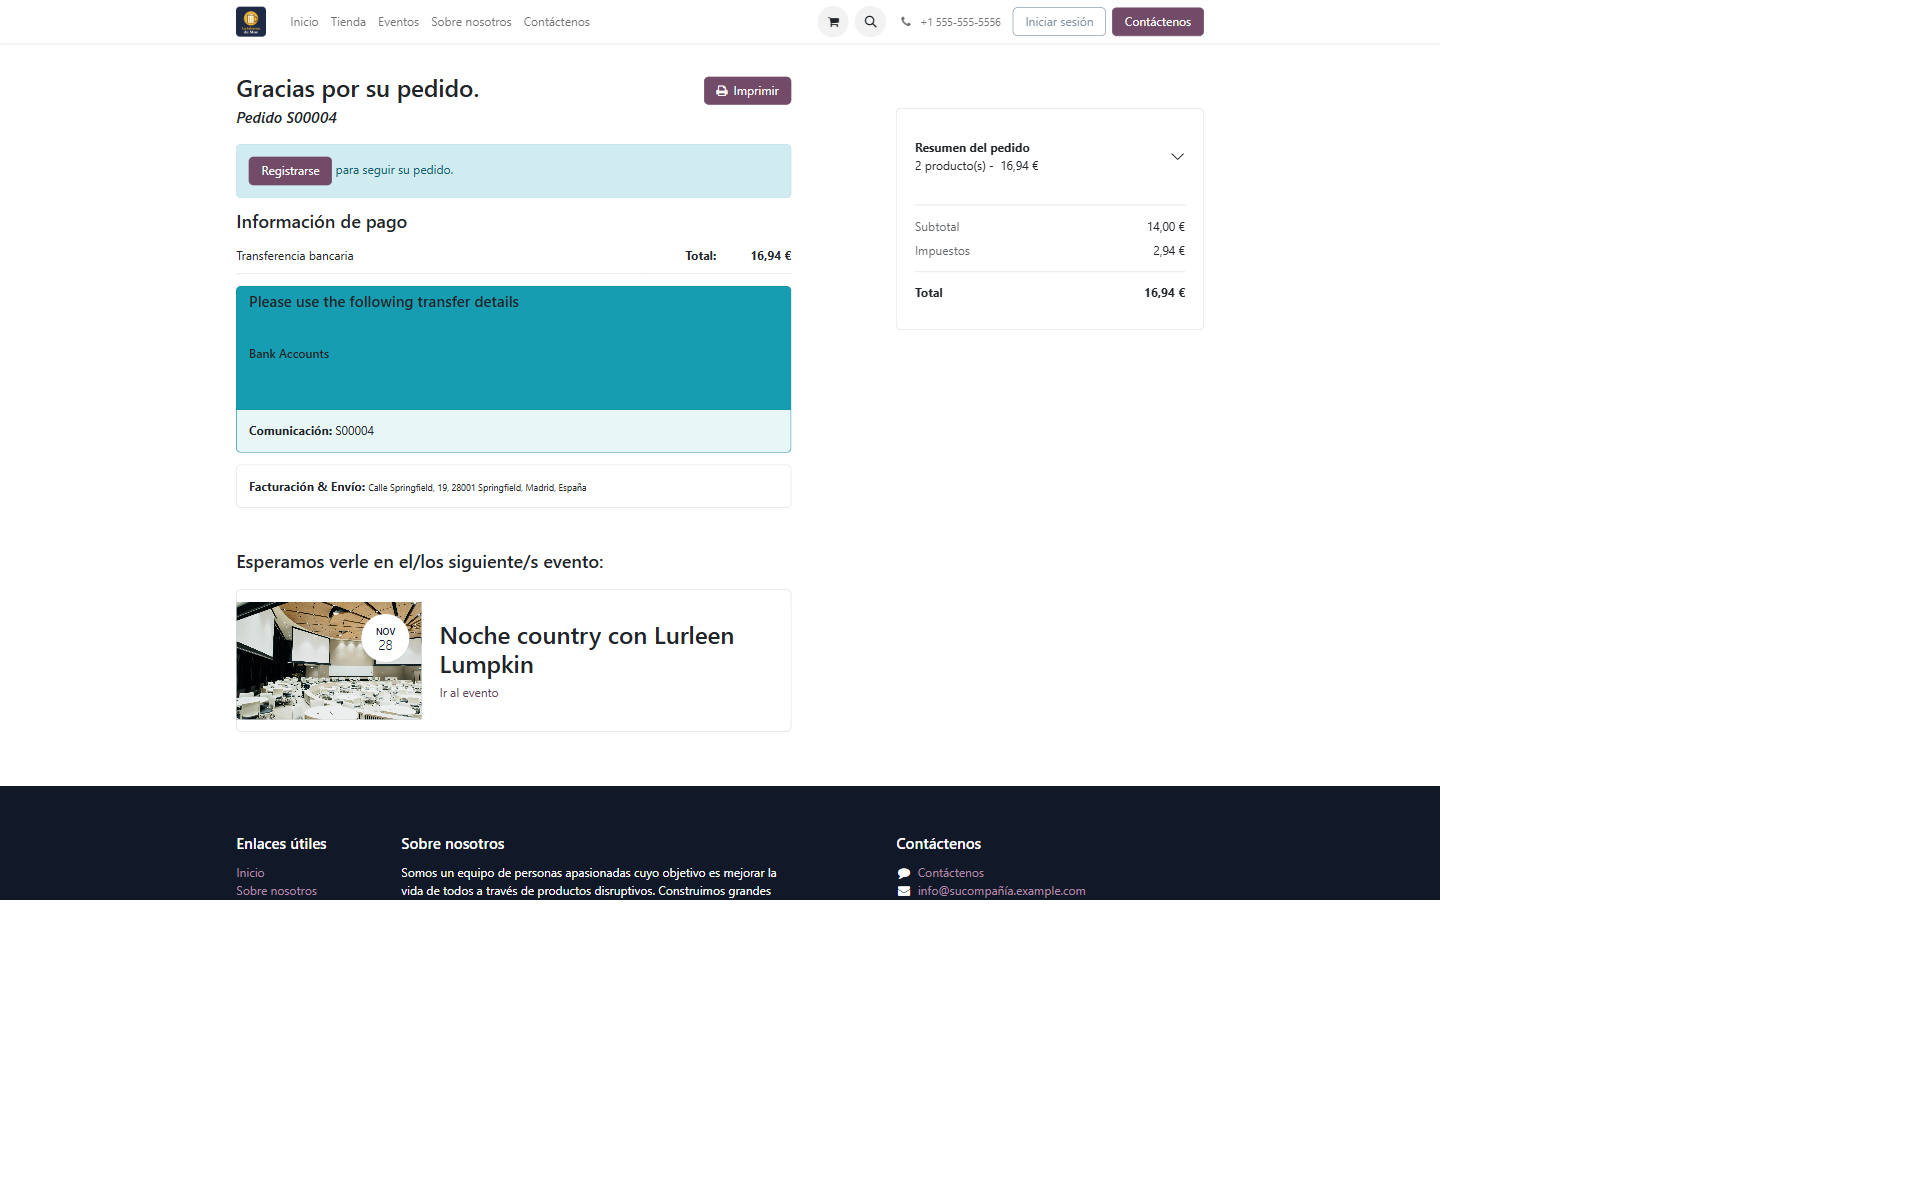 Inicio Tienda Eventos Sobre nosotros Contáctenos +1 555-555-5556 Iniciar sesión Contáctenos
Gracias por su pedido.
Imprimir
Pedido S00004
Registrarse para seguir su pedido.
Información de pago
Transferencia bancaria Total: 16,94 €
Please use the following transfer details
Bank Accounts
Comunicación: S00004
Facturación & Envío: Calle Springfield, 19, 28001 Springfield, Madrid, España
Resumen del pedido
2 producto(s) - 16,94 €
Subtotal 14,00 €
Impuestos 2,94 €
Total 16,94 €
Esperamos verle en el/los siguiente/s evento:
NOV
28
Noche country con Lurleen
Lumpkin
Ir al evento
Enlaces útiles
Inicio
Sobre nosotros
Sobre nosotros
Somos un equipo de personas apasionadas cuyo objetivo es mejorar la
vida de todos a través de productos disruptivos. Construimos grandes
Contáctenos
Contáctenos
info@sucompañía.example.com